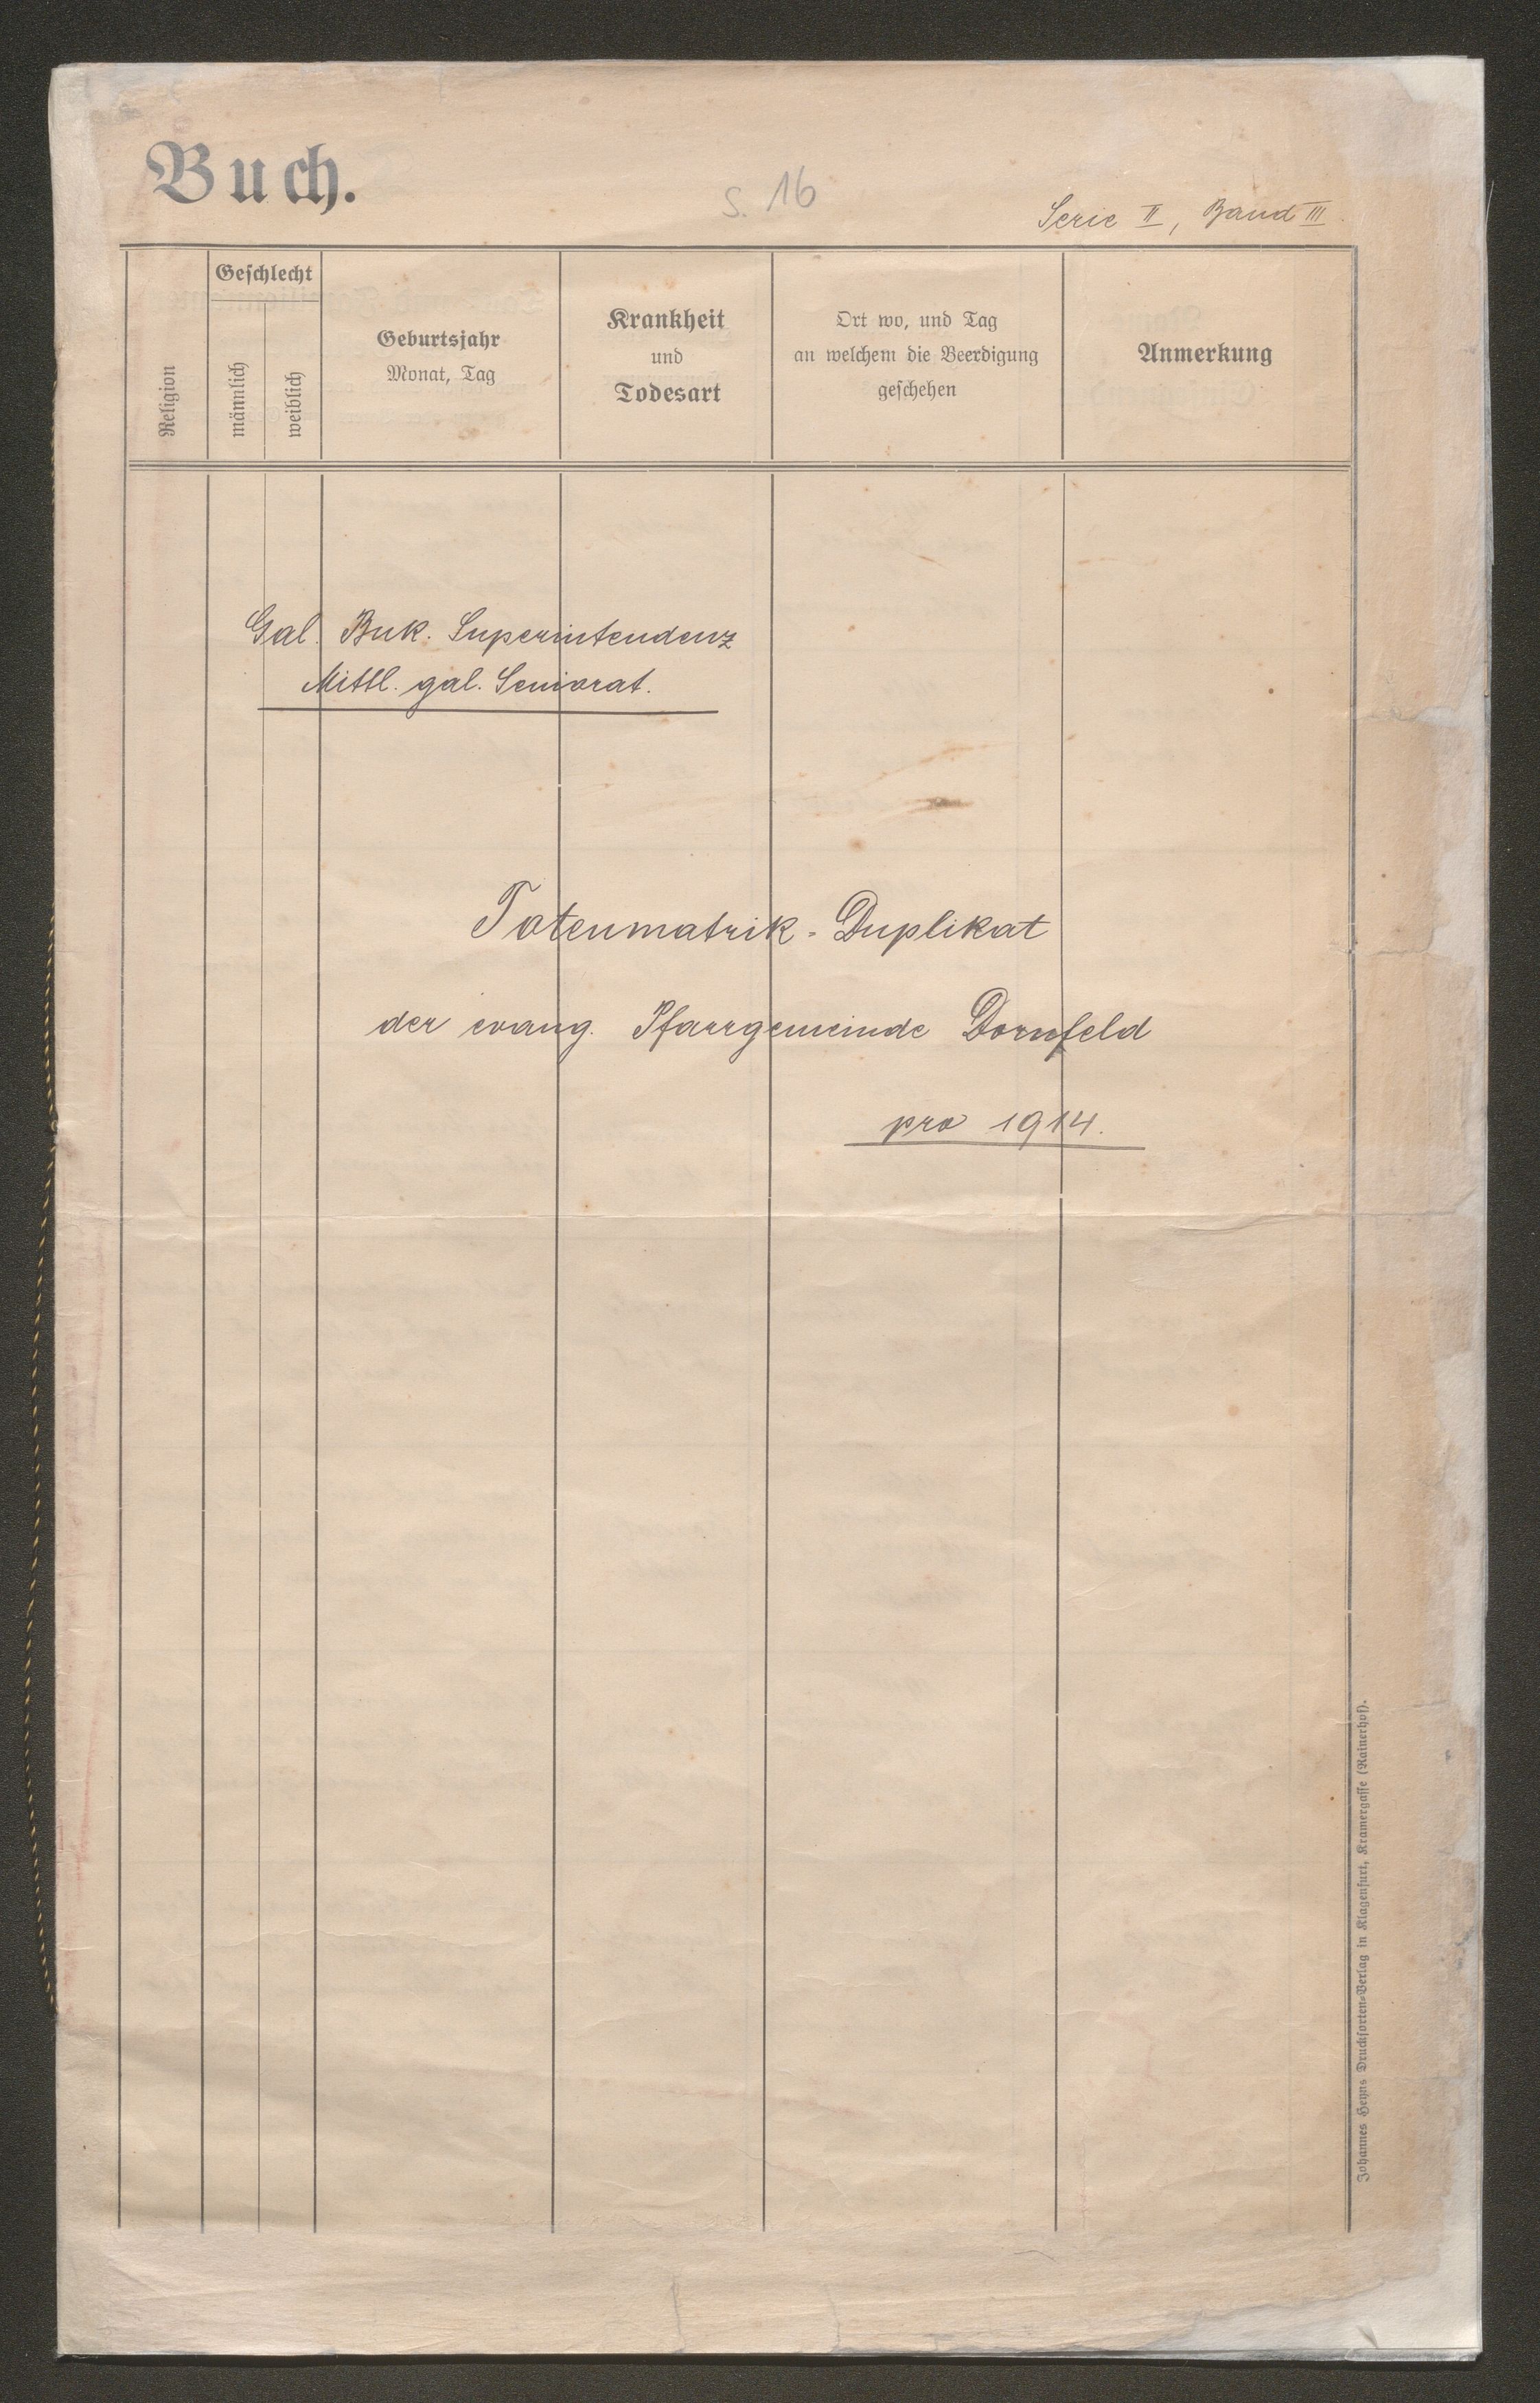 Buch.
S. 16
Serie II, Band III.
Religion
Geschlecht
männlich
weiblich
Geburtsjahr
Monat, Tag
Krankheit
und
Todesart
Ort wo, und Tag
an welchem die Beerdigung
geschehen
Anmerkung
Gal. Buk. Superintendenz
Mittl. gal. Seniorat.
Totenmatrik-Duplikat
der evang. Pfarrgemeinde Dornfeld
pro 1914.
Johannes Heyns Drucksorten-Verlag in Klagenfurt, Kramergasse (Rainerhof).